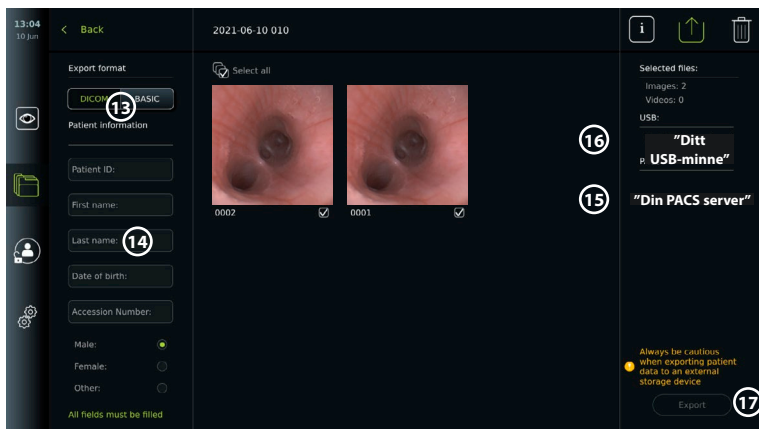 13:04
10 Jun
Back
2021-06-10 010
i
Export format
DICOM
BASIC
13
Patient information
Patient ID:
First name:
Last name:
14
Date of birth:
Accession Number:
Male:
Female:
Other:
All fields must be filled
Select all
0002
0001
Selected files:
Images: 2
Videos: 0
USB:
16
"Ditt
P. USB-minne"
15
"Din PACS server"
Always be cautious
when exporting patient
data to an external
storage device
Export
17